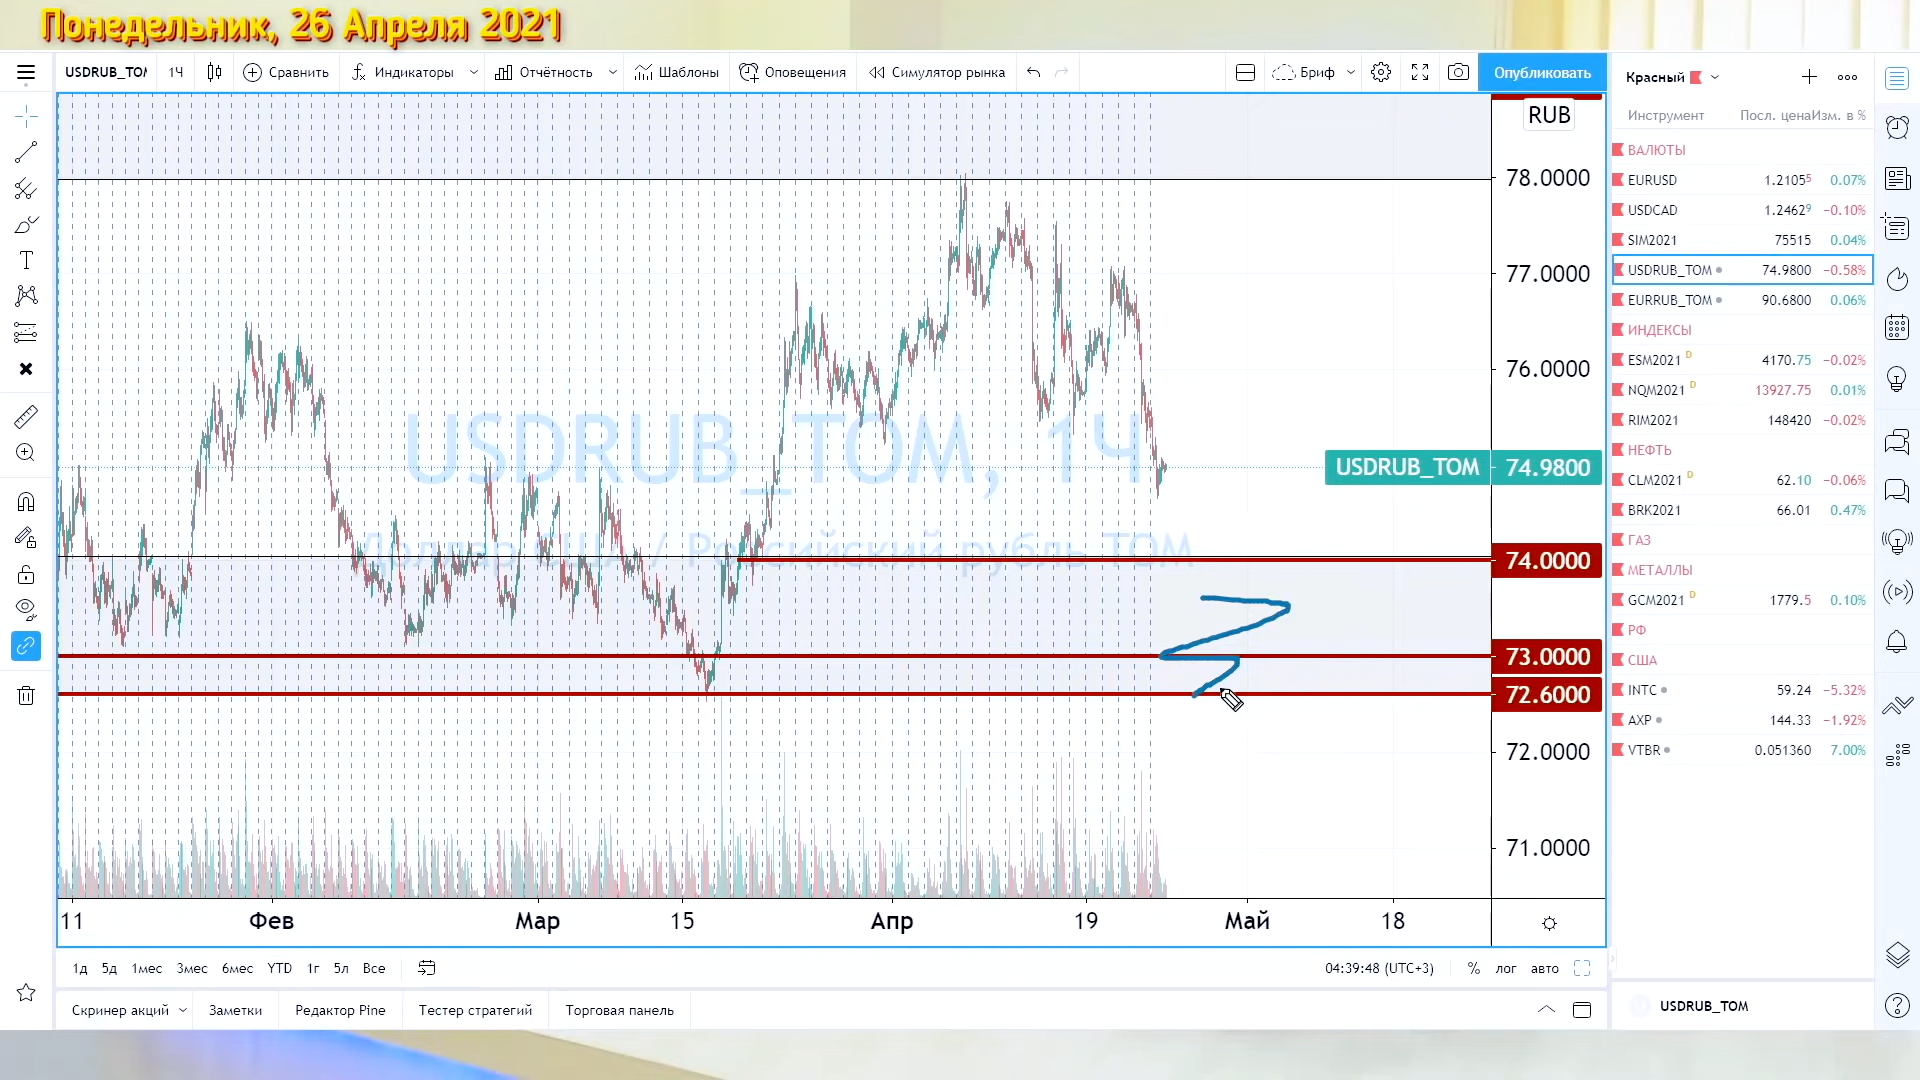 Понедельник, 26 Апреля 2021
USDRUB_TOM
1Ч
Сравнить
Индикаторы
Отчётность
Шаблоны
Оповещения
Симулятор рынка
Бриф
Опубликовать
RUB
78.0000
77.0000
76.0000
USDRUB_TOM 74.9800
74.0000
73.0000
72.6000
72.0000
71.0000
USDRUB_TOM, 1Ч
Доллар США / Российский рубль ТОМ
11 Фев Мар 15 Апр 19 Май 18
1д 5д 1мес 3мес 6мес YTD 1г 5л Все
04:39:48 (UTC+3) % лог авто
Скринер акций Заметки Редактор Pine Тестер стратегий Торговая панель
Красный
Инструмент Посл. цена Изм. в %
ВАЛЮТЫ
EURUSD 1.21055 0.07%
USDCAD 1.24629 −0.10%
SIM2021 75515 0.04%
USDRUB_TOM 74.9800 −0.58%
EURRUB_TOM 90.6800 0.06%
ИНДЕКСЫ
ESM2021 D 4170.75 −0.02%
NQM2021 D 13927.75 0.01%
RIM2021 148420 −0.02%
НЕФТЬ
CLM2021 D 62.10 −0.06%
BRK2021 66.01 0.47%
ГАЗ
МЕТАЛЛЫ
GCM2021 D 1779.5 0.10%
РФ
США
INTC 59.24 −5.32%
AXP 144.33 −1.92%
VTBR 0.051360 7.00%
USDRUB_TOM